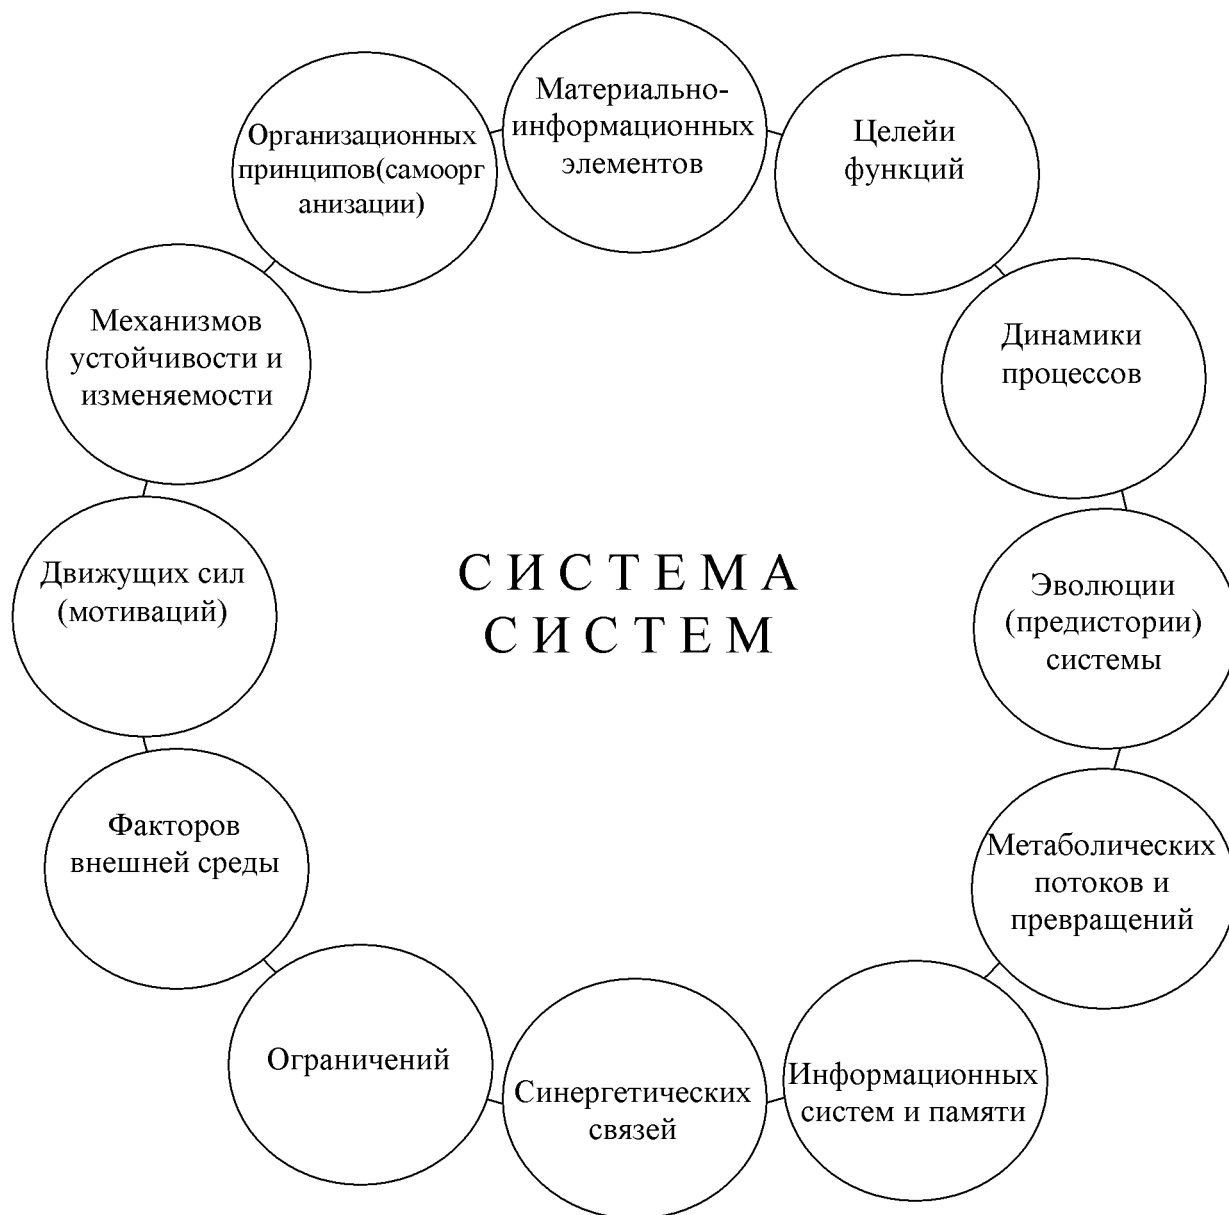 Материально-
информационных
элементов
Целейи
функций
Динамики
процессов
Эволюции
(предистории)
системы
Метаболических
потоков и
превращений
Информационных
систем и памяти
Синергетических
связей
Ограничений
Факторов
внешней среды
Движущих сил
(мотиваций)
Механизмов
устойчивости и
изменяемости
Организационных
принципов(самоорг
анизации)
С И С Т Е М А
С И С Т Е М